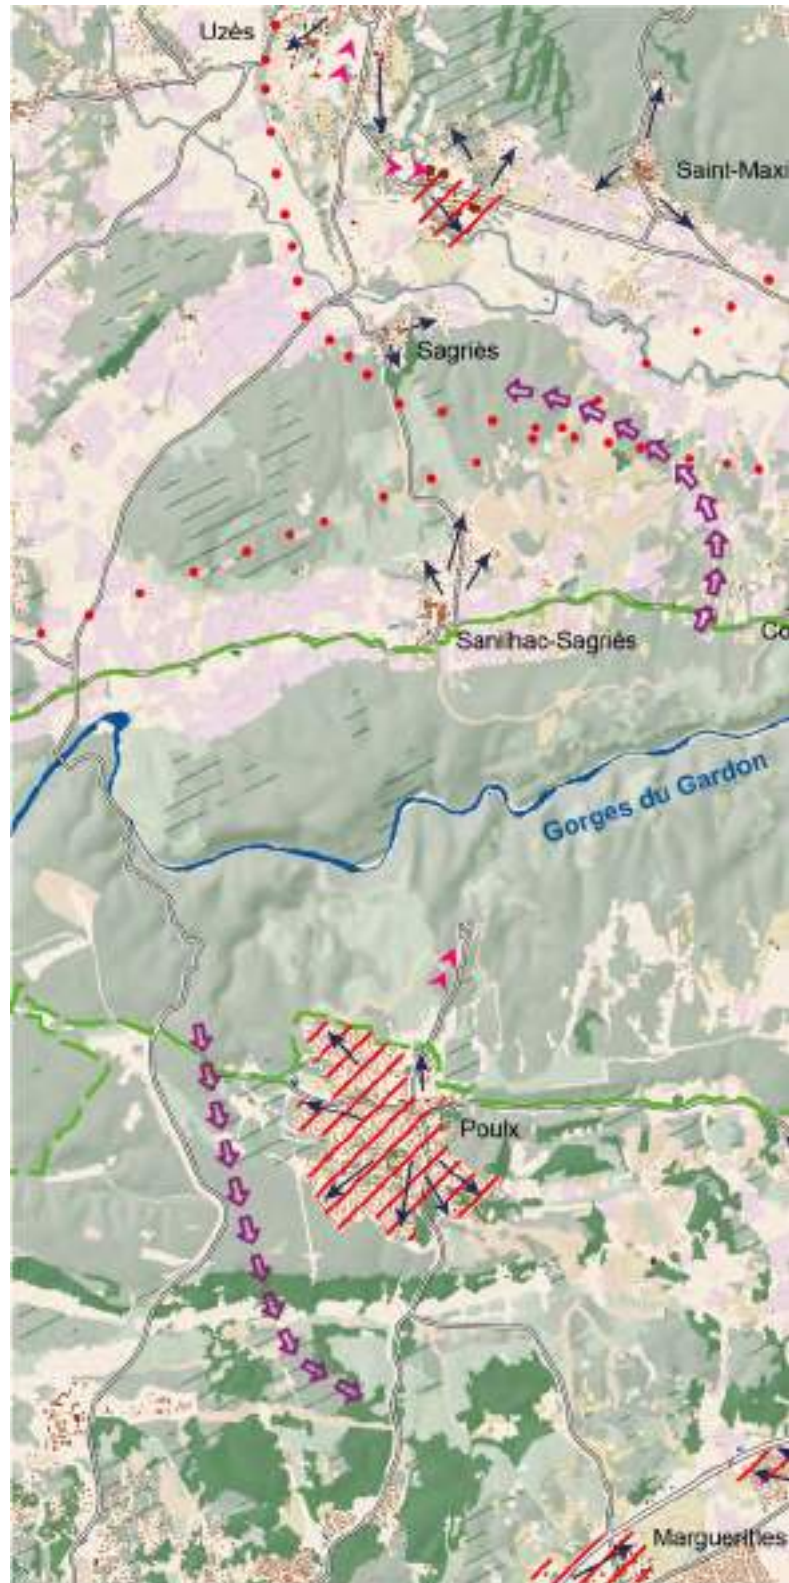 Uzès
Saint-Maxi
Sagriès
Sanilhac-Sagriès
Co
Gorges du Gardon
Poulx
Marguerittes